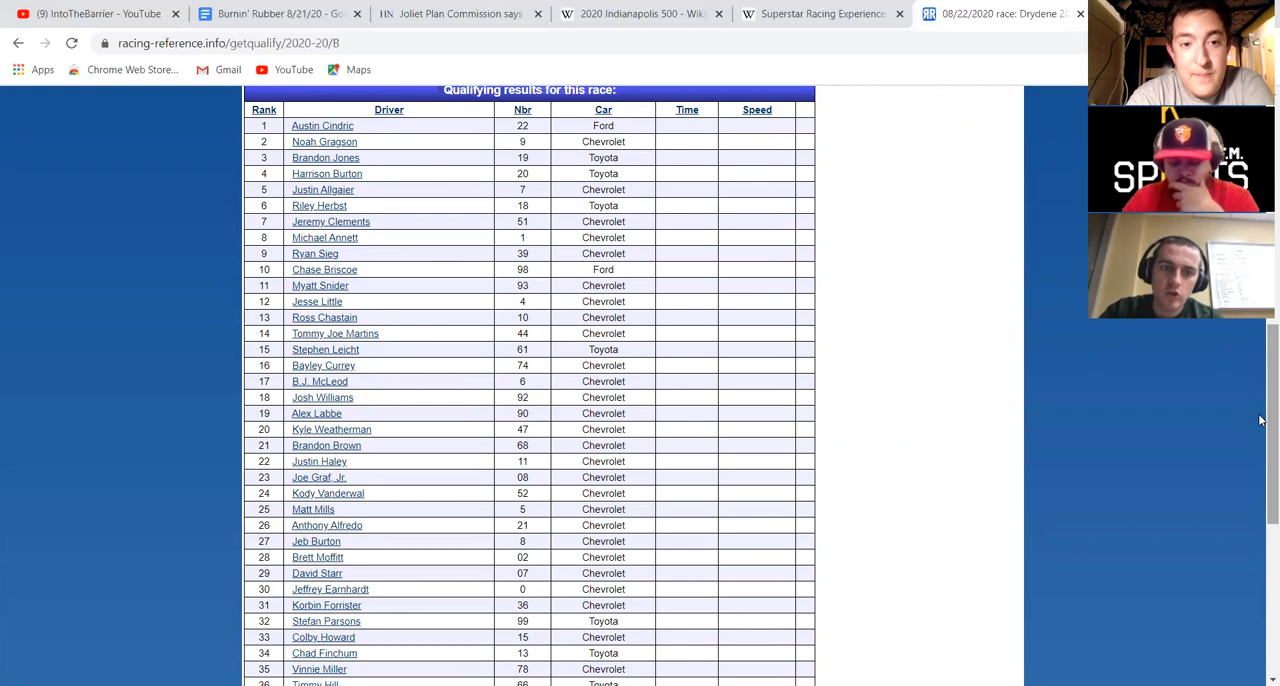 (9) IntoTheBarrier - YouTube
Burnin' Rubber 8/21/20 - Go
Joliet Plan Commission says
2020 Indianapolis 500 - Wiki
Superstar Racing Experience
08/22/2020 race: Drydene 20
racing-reference.info/getqualify/2020-20/B
Apps Chrome Web Store... Gmail YouTube Maps
Qualifying results for this race:
Rank Driver Nbr Car Time Speed
1 Austin Cindric 22 Ford
2 Noah Gragson 9 Chevrolet
3 Brandon Jones 19 Toyota
4 Harrison Burton 20 Toyota
5 Justin Allgaier 7 Chevrolet
6 Riley Herbst 18 Toyota
7 Jeremy Clements 51 Chevrolet
8 Michael Annett 1 Chevrolet
9 Ryan Sieg 39 Chevrolet
10 Chase Briscoe 98 Ford
11 Myatt Snider 93 Chevrolet
12 Jesse Little 4 Chevrolet
13 Ross Chastain 10 Chevrolet
14 Tommy Joe Martins 44 Chevrolet
15 Stephen Leicht 61 Toyota
16 Bayley Currey 74 Chevrolet
17 B.J. McLeod 6 Chevrolet
18 Josh Williams 92 Chevrolet
19 Alex Labbe 90 Chevrolet
20 Kyle Weatherman 47 Chevrolet
21 Brandon Brown 68 Chevrolet
22 Justin Haley 11 Chevrolet
23 Joe Graf, Jr. 08 Chevrolet
24 Kody Vanderwal 52 Chevrolet
25 Matt Mills 5 Chevrolet
26 Anthony Alfredo 21 Chevrolet
27 Jeb Burton 8 Chevrolet
28 Brett Moffitt 02 Chevrolet
29 David Starr 07 Chevrolet
30 Jeffrey Earnhardt 0 Chevrolet
31 Korbin Forrister 36 Chevrolet
32 Stefan Parsons 99 Toyota
33 Colby Howard 15 Chevrolet
34 Chad Finchum 13 Toyota
35 Vinnie Miller 78 Chevrolet
36 Timmy Hill 66 Toyota